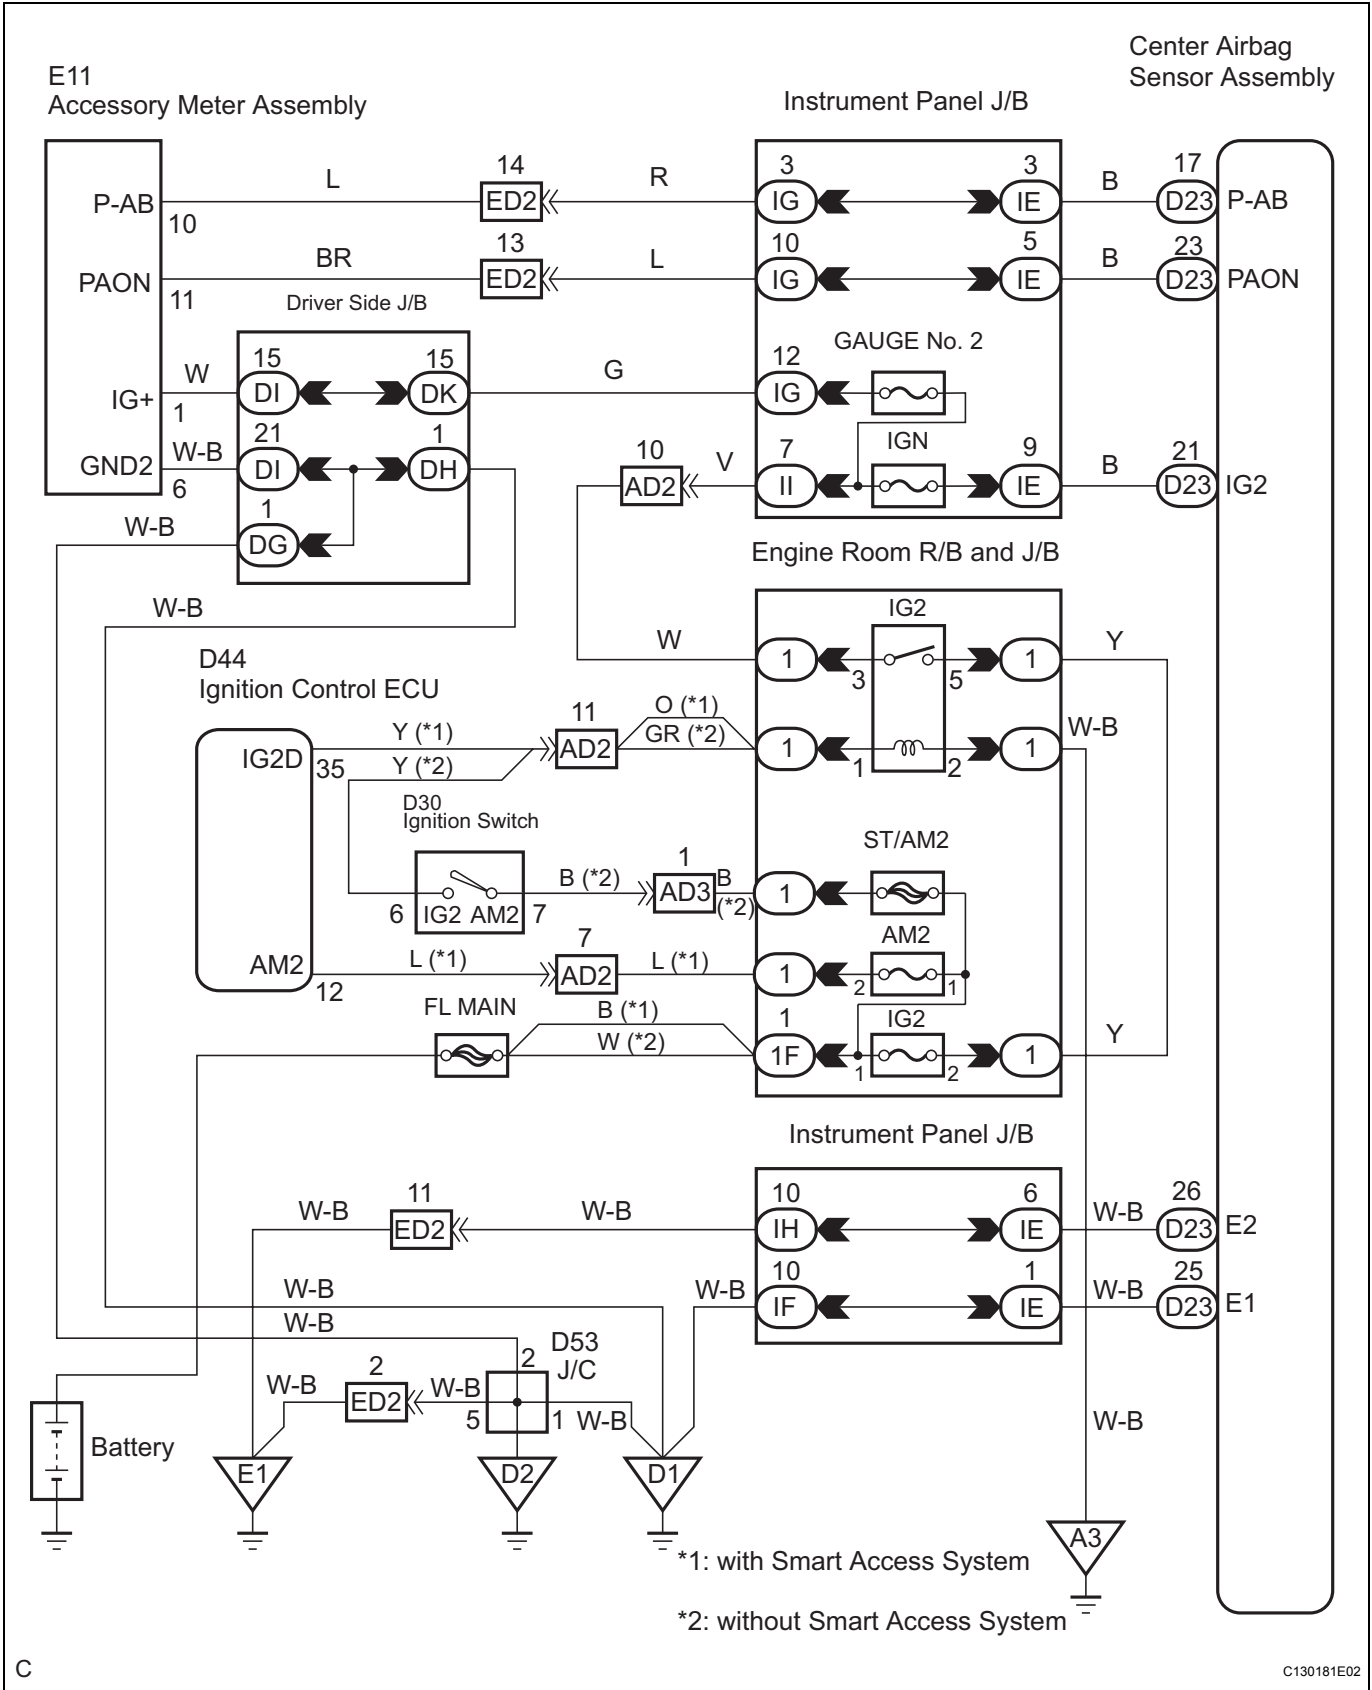 Center Airbag
Sensor Assembly
E11
Accessory Meter Assembly
Instrument Panel J/B
P-AB
10
L
14
ED2
R
3
IG
3
IE
B
17
D23
P-AB
PAON
11
BR
13
ED2
L
10
IG
5
IE
B
23
D23
PAON
Driver Side J/B
GAUGE No. 2
IG+
1
W
15
DI
15
DK
G
12
IG
GND2
6
W-B
21
DI
1
DH
10
AD2
V
7
II
IGN
9
IE
B
21
D23
IG2
W-B
1
DG
Engine Room R/B and J/B
W-B
IG2
W
1
3
5
1
Y
D44
Ignition Control ECU
IG2D
35
Y (*1)
Y (*2)
11
AD2
O (*1)
GR (*2)
1
1
2
1
W-B
D30
Ignition Switch
ST/AM2
6
IG2 AM2
7
B (*2)
1
AD3
B
(*2)
1
AM2
AM2
12
L (*1)
7
AD2
L (*1)
1
2
1
FL MAIN
B (*1)
W (*2)
1
1F
IG2
1
2
1
Y
Instrument Panel J/B
W-B
11
ED2
W-B
10
IH
6
IE
W-B
26
D23
E2
W-B
W-B
W-B
10
IF
1
IE
W-B
25
D23
E1
W-B
2
ED2
W-B
5
2
D53
J/C
1
W-B
W-B
Battery
E1
D2
D1
A3
*1: with Smart Access System
*2: without Smart Access System
C
C130181E02